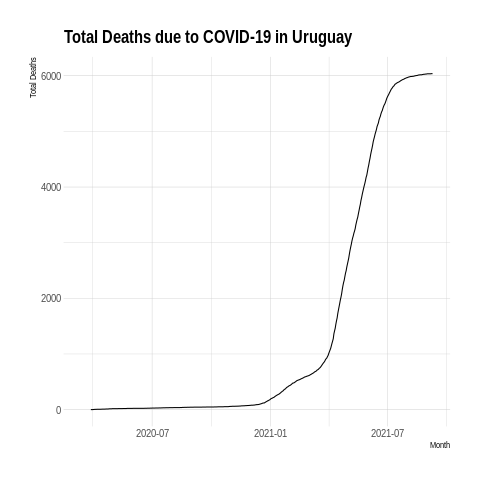 Total Deaths due to COVID-19 in Uruguay
Total Deaths
6000
4000
2000
0
2020-07
2021-01
2021-07
Month